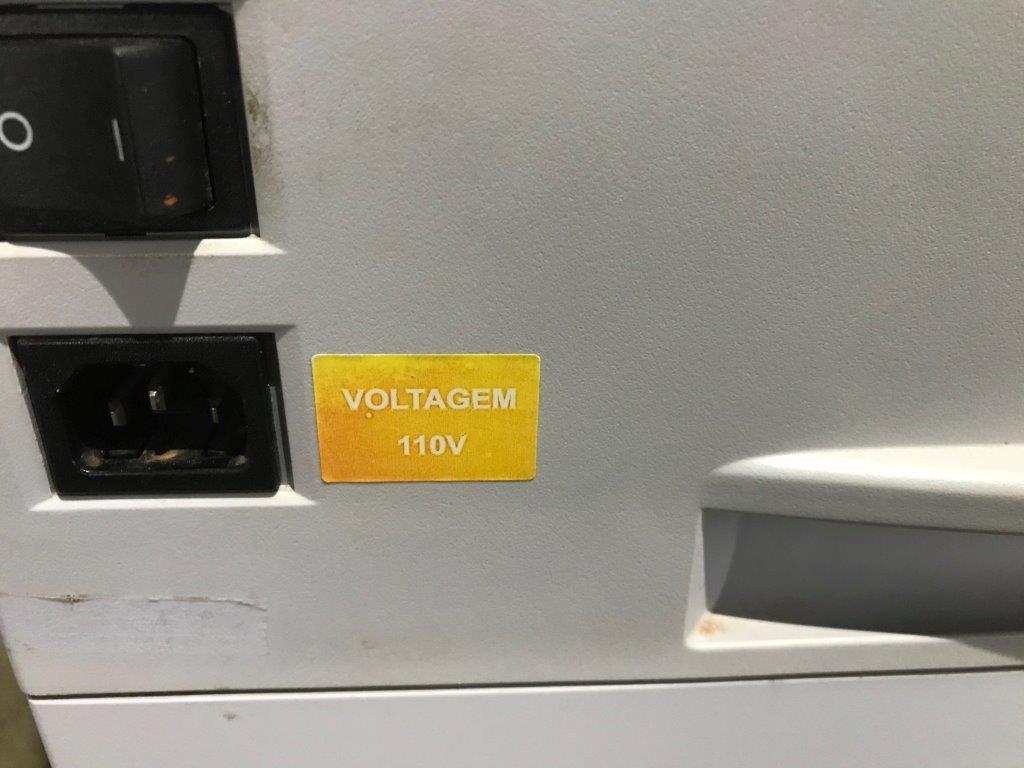 O |
VOLTAGEM
110V